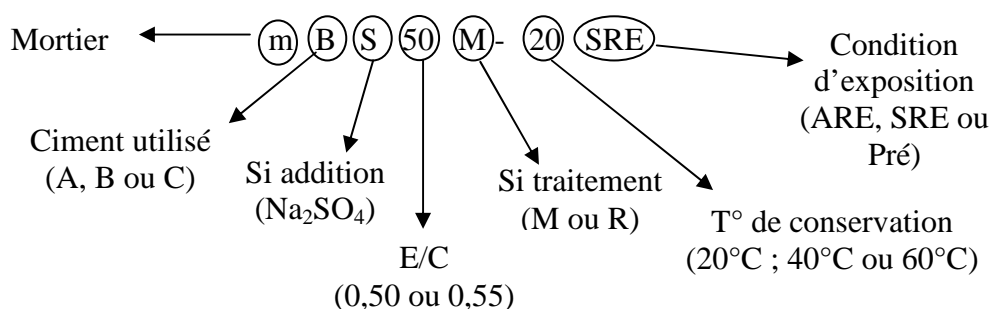 Mortier
m B S 50 M- 20 SRE
Condition
d’exposition
(ARE, SRE ou
Pré)
Ciment utilisé
(A, B ou C)
Si addition
(Na₂SO₄)
E/C
(0,50 ou 0,55)
Si traitement
(M ou R)
T° de conservation
(20°C ; 40°C ou 60°C)